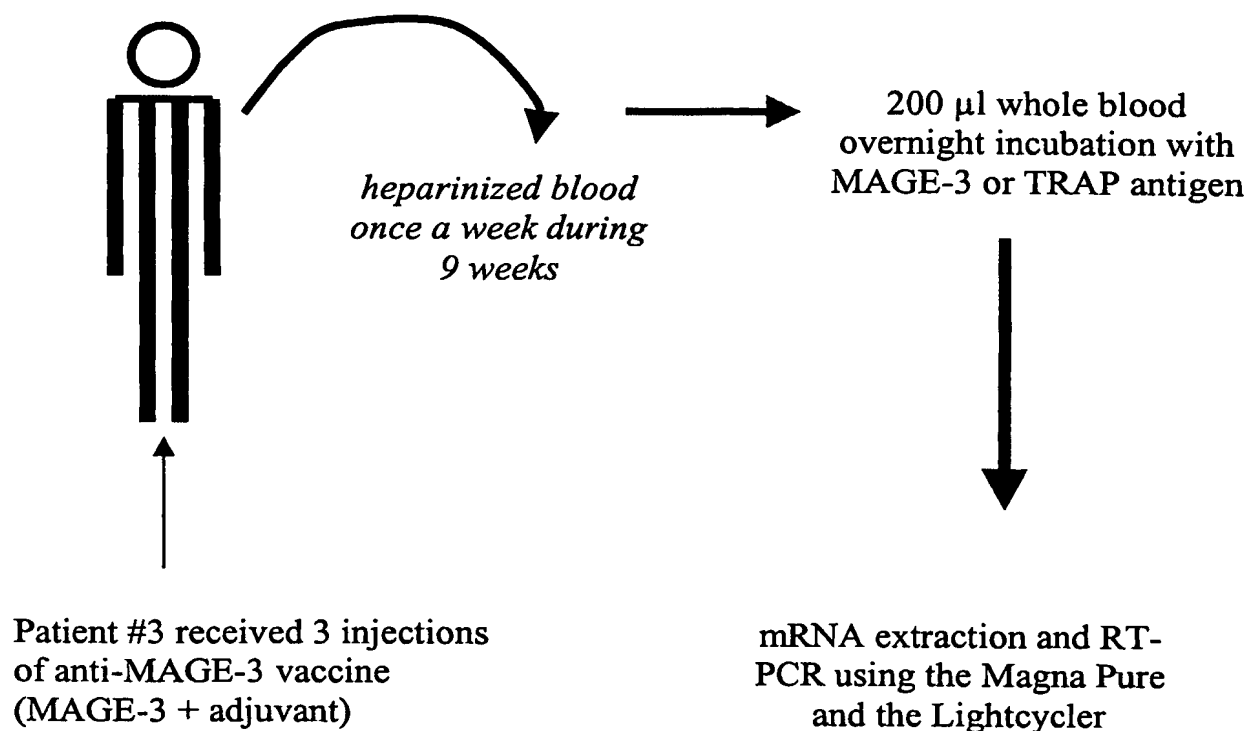 heparinized blood
once a week during
9 weeks
200 µl whole blood
overnight incubation with
MAGE-3 or TRAP antigen
Patient #3 received 3 injections
of anti-MAGE-3 vaccine
(MAGE-3 + adjuvant)
mRNA extraction and RT-
PCR using the Magna Pure
and the Lightcycler